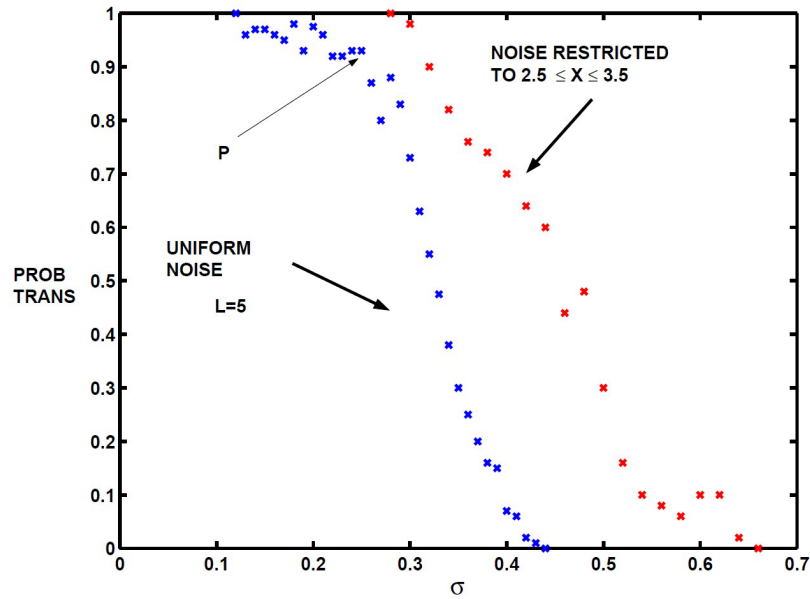 1
0.9
0.8
0.7
0.6
0.5
0.4
0.3
0.2
0.1
0
NOISE RESTRICTED
TO 2.5 ≤ X ≤ 3.5
P
UNIFORM
NOISE
L=5
PROB
TRANS
0 0.1 0.2 0.3 0.4 0.5 0.6 0.7
σ